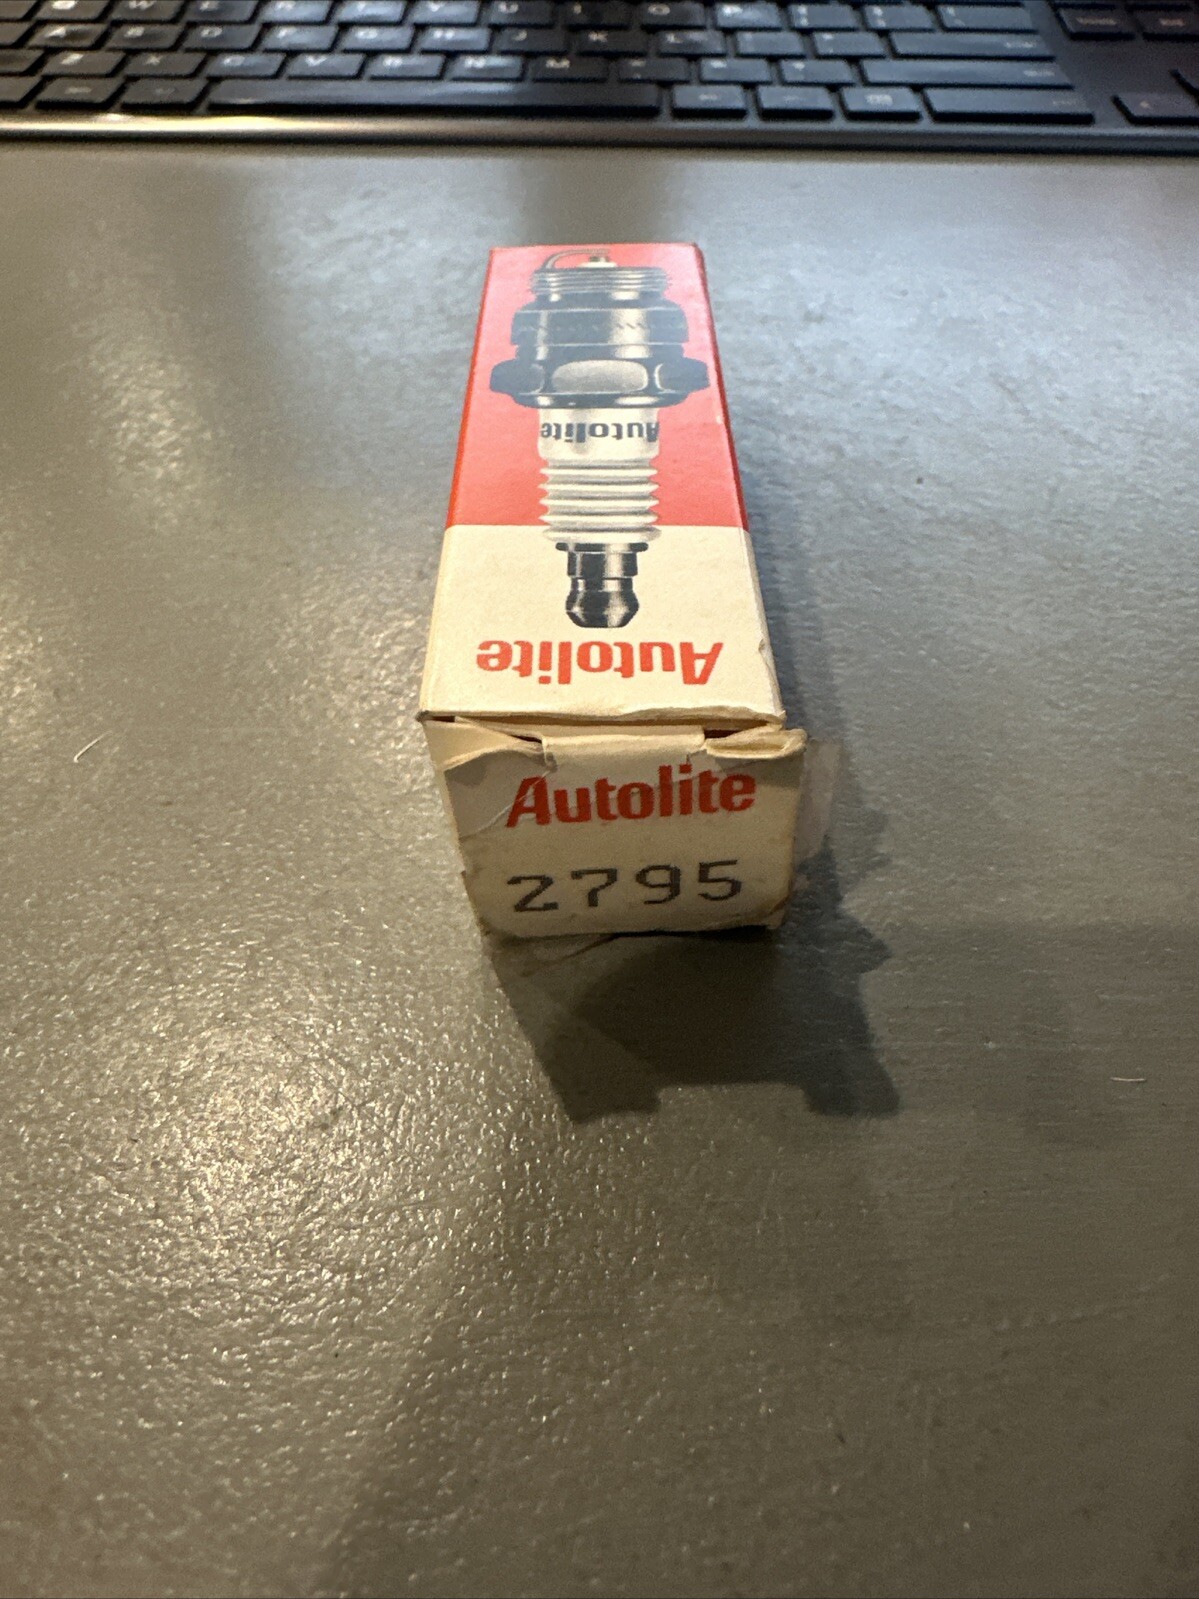 Q W E R T Y U I O P
A S D F G H J K L
Z X C V B N M
Autolite
Autolite
Autolite
2795